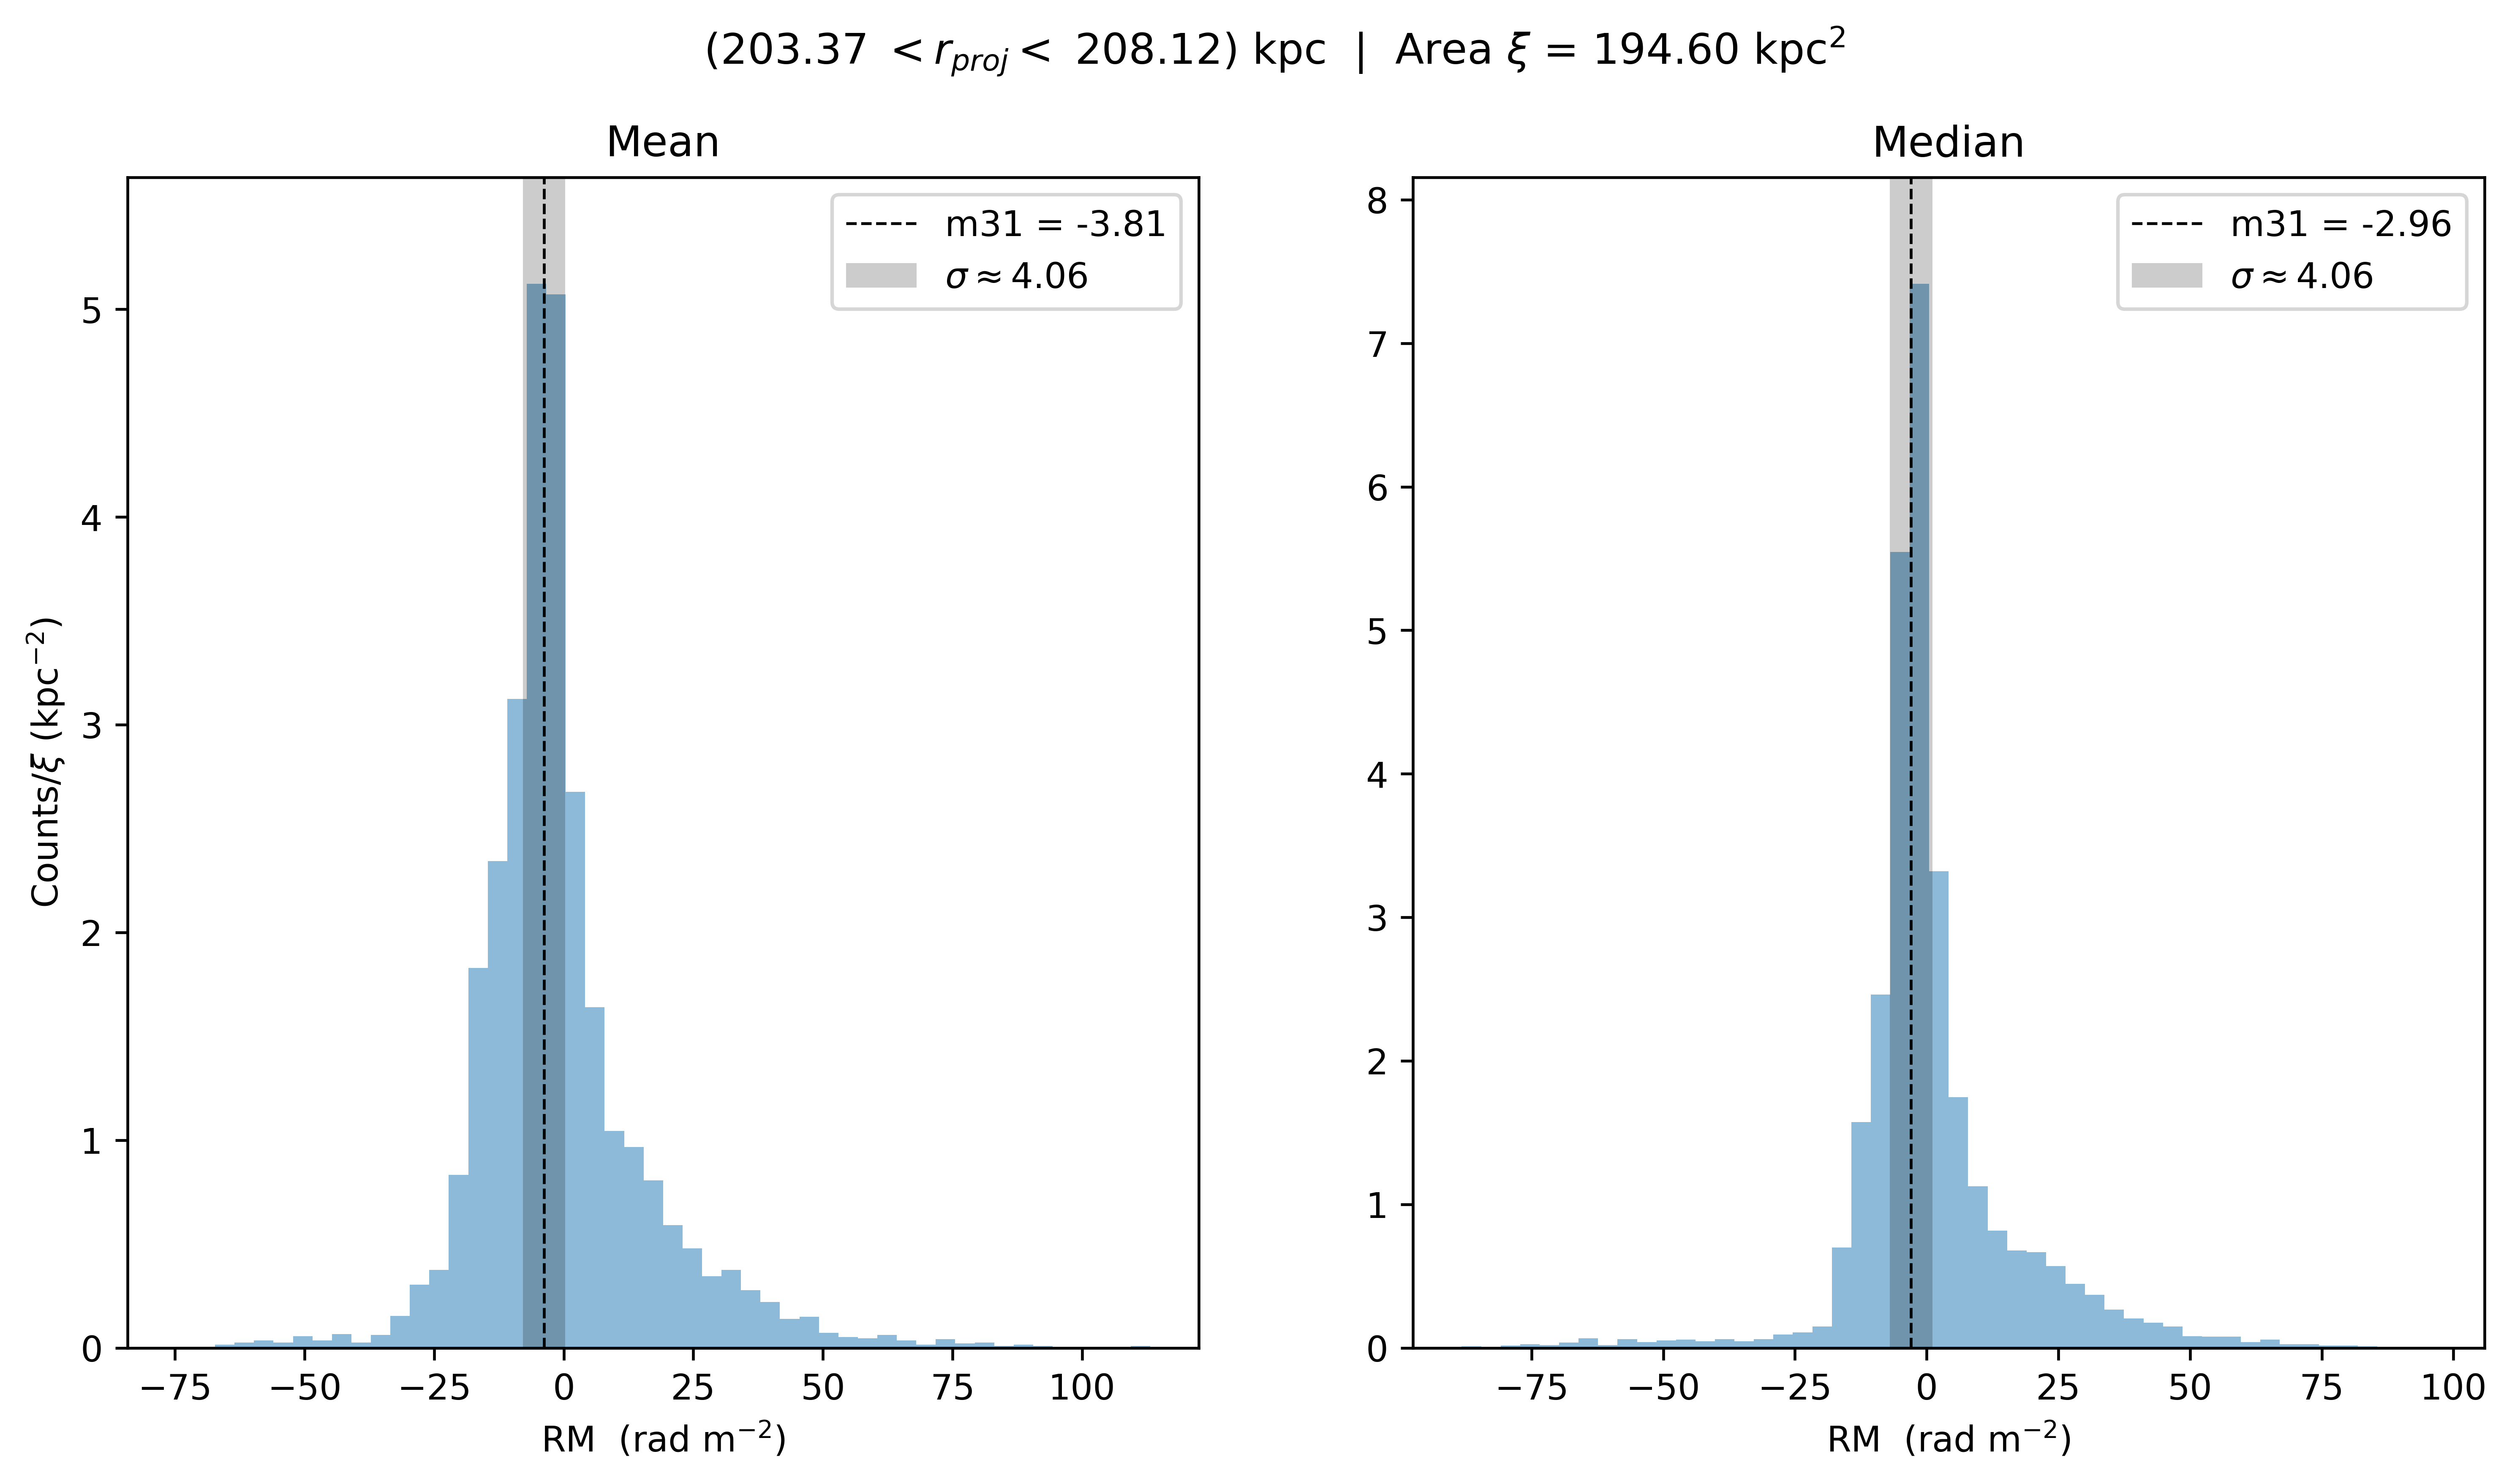 (203.37 < r_proj < 208.12) kpc | Area ξ = 194.60 kpc²
Mean
m31 = -3.81
σ ≈ 4.06
Counts/ξ (kpc⁻²)
5
4
3
2
1
0
−75 −50 −25 0 25 50 75 100
RM (rad m⁻²)
Median
m31 = -2.96
σ ≈ 4.06
8
7
6
5
4
3
2
1
0
−75 −50 −25 0 25 50 75 100
RM (rad m⁻²)